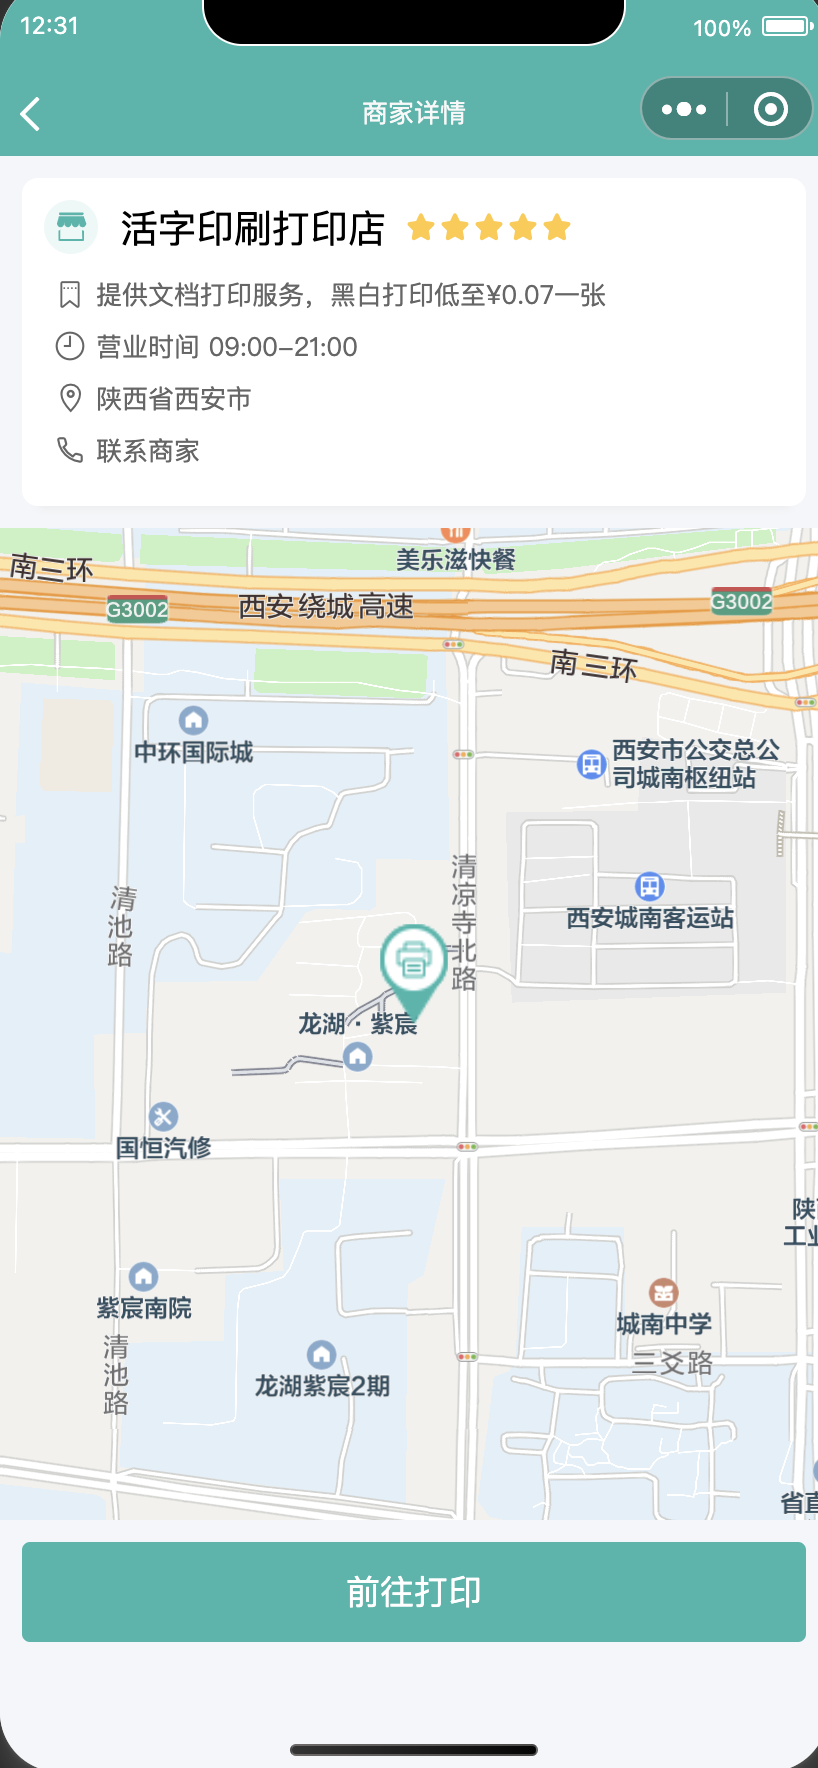 12:31
100%
商家详情
活字印刷打印店
提供文档打印服务，黑白打印低至¥0.07一张
营业时间 09:00-21:00
陕西省西安市
联系商家
美乐滋快餐
南三环
G3002
西安绕城高速
G3002
南三环
中环国际城
西安市公交总公
司城南枢纽站
清池路
清凉寺北路
西安城南客运站
龙湖·紫宸
国恒汽修
陕
工业
紫宸南院
城南中学
清池路
三爻路
龙湖紫宸2期
省直
前往打印